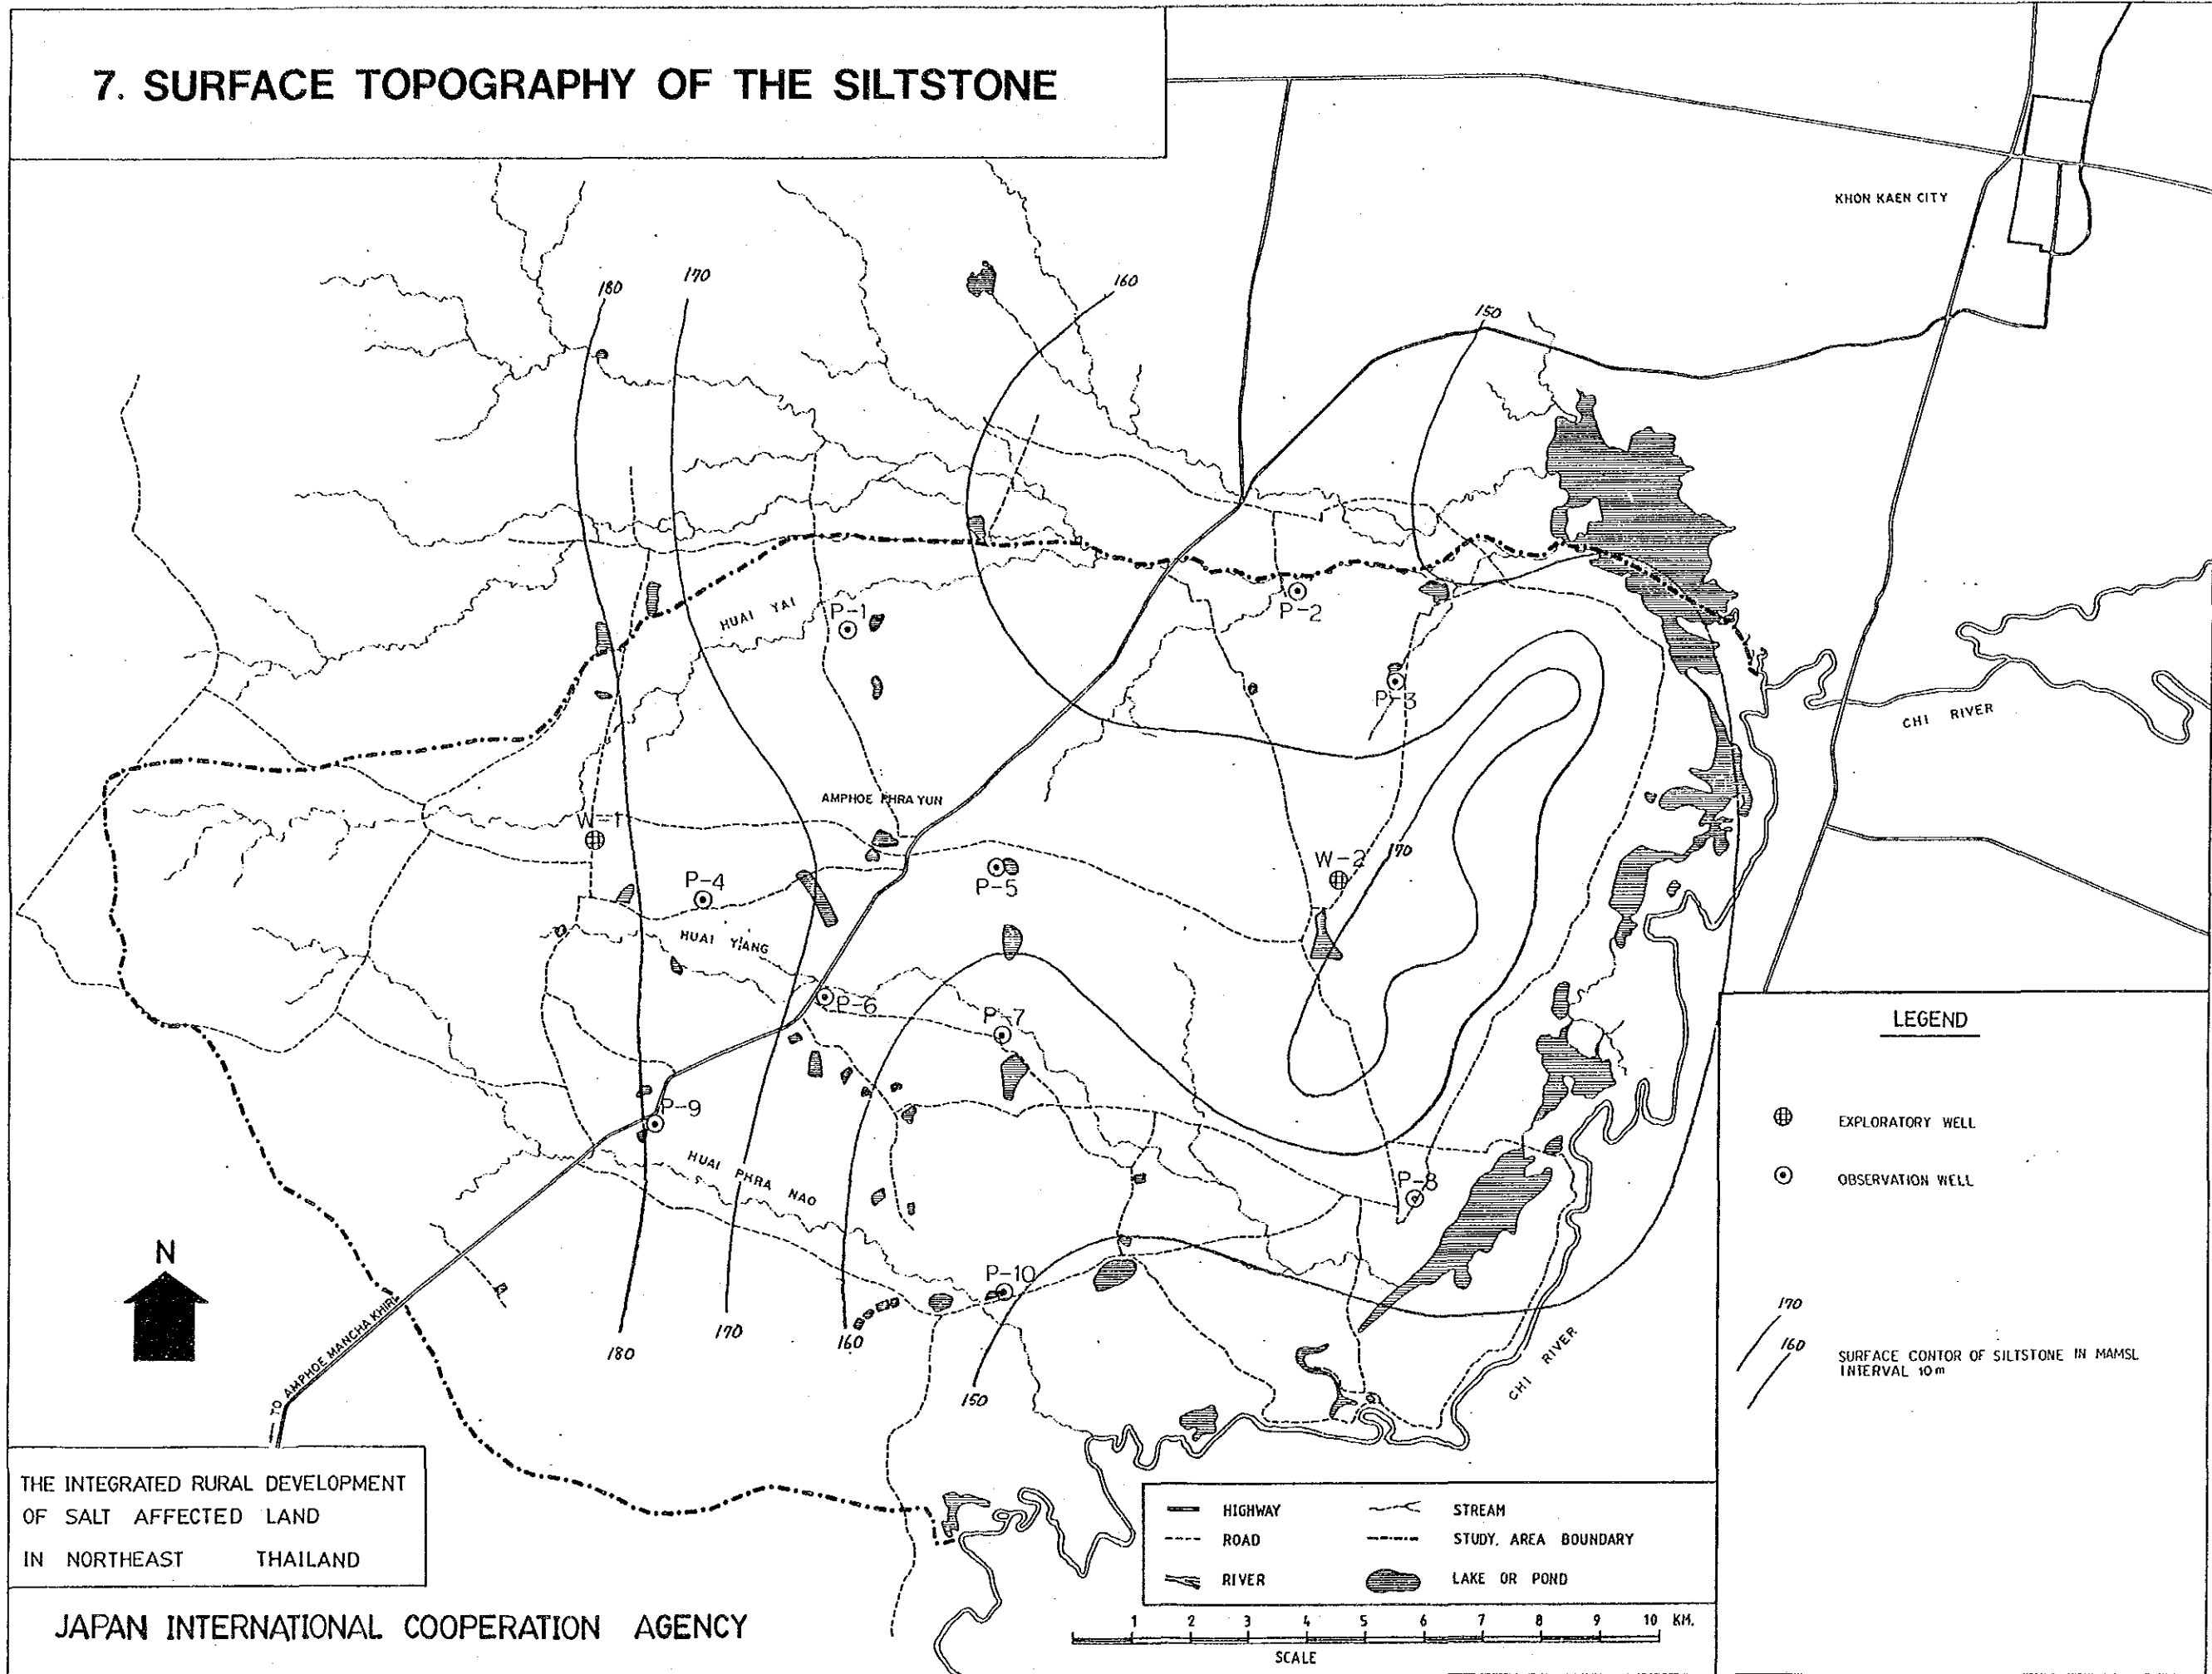 7. SURFACE TOPOGRAPHY OF THE SILTSTONE
KHON KAEN CITY
180
170
160
150
HUAI YAI
P-1
P-2
P-3
CHI RIVER
AMPHOE PHRA YUN
W-1
W-2
170
P-4
P-5
HUAI YIANG
P-6
P-7
P-9
HUAI PHRA NAO
P-8
P-10
N
TO AMPHOE MANCHA KHIRI
180
170
160
150
CHI RIVER
LEGEND
EXPLORATORY WELL
OBSERVATION WELL
170
160
SURFACE CONTOR OF SILTSTONE IN MAMSL
INTERVAL 10m
THE INTEGRATED RURAL DEVELOPMENT
OF SALT AFFECTED LAND
IN NORTHEAST THAILAND
JAPAN INTERNATIONAL COOPERATION AGENCY
HIGHWAY
STREAM
ROAD
STUDY. AREA BOUNDARY
RIVER
LAKE OR POND
1 2 3 4 5 6 7 8 9 10 KM.
SCALE